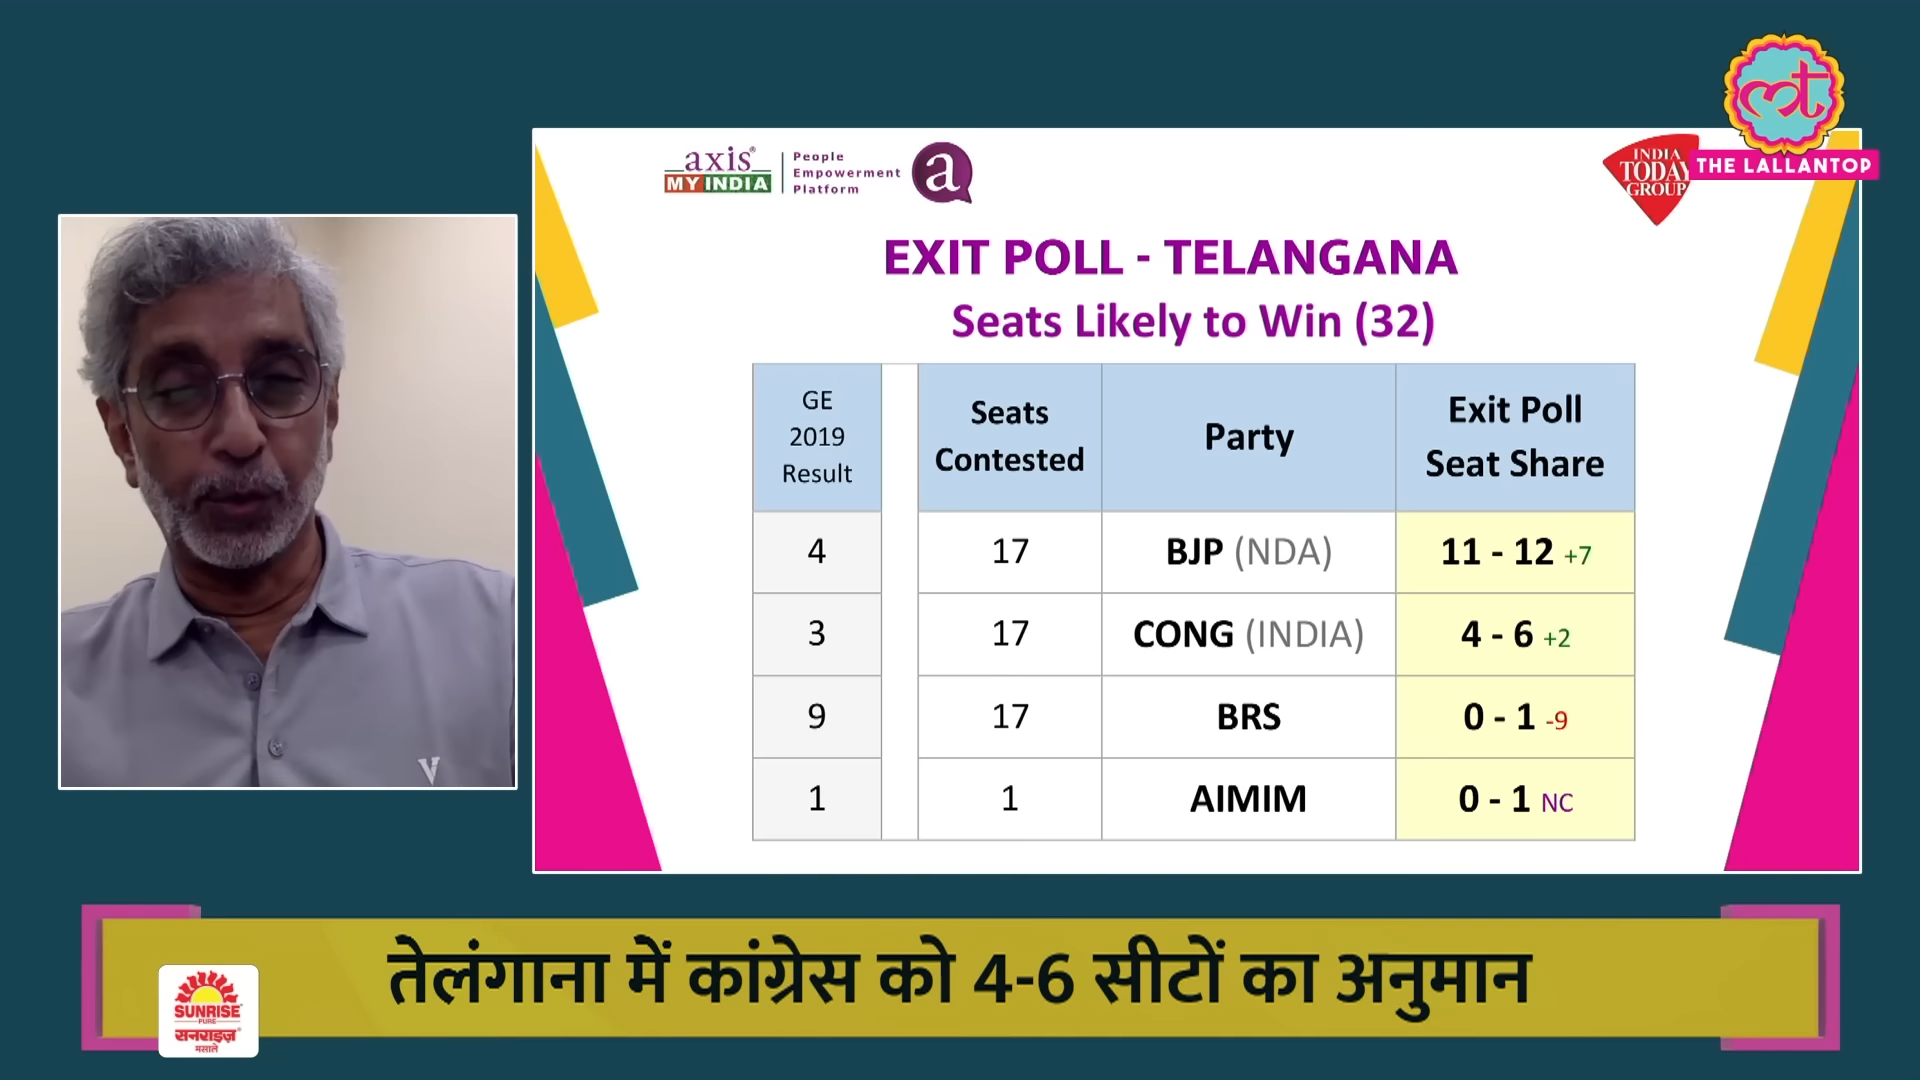 axis
MY INDIA
People
Empowerment
Platform
a
INDIA
TODAY
GROUP
THE LALLANTOP
EXIT POLL - TELANGANA
Seats Likely to Win (32)
GE
2019
Result
Seats
Contested
Party
Exit Poll
Seat Share
4 17 BJP (NDA) 11 - 12 +7
3 17 CONG (INDIA) 4 - 6 +2
9 17 BRS 0 - 1 -9
1 1 AIMIM 0 - 1 NC
V
तेलंगाना में कांग्रेस को 4-6 सीटों का अनुमान
SUNRISE
PURE
सनराइज़
मसाले